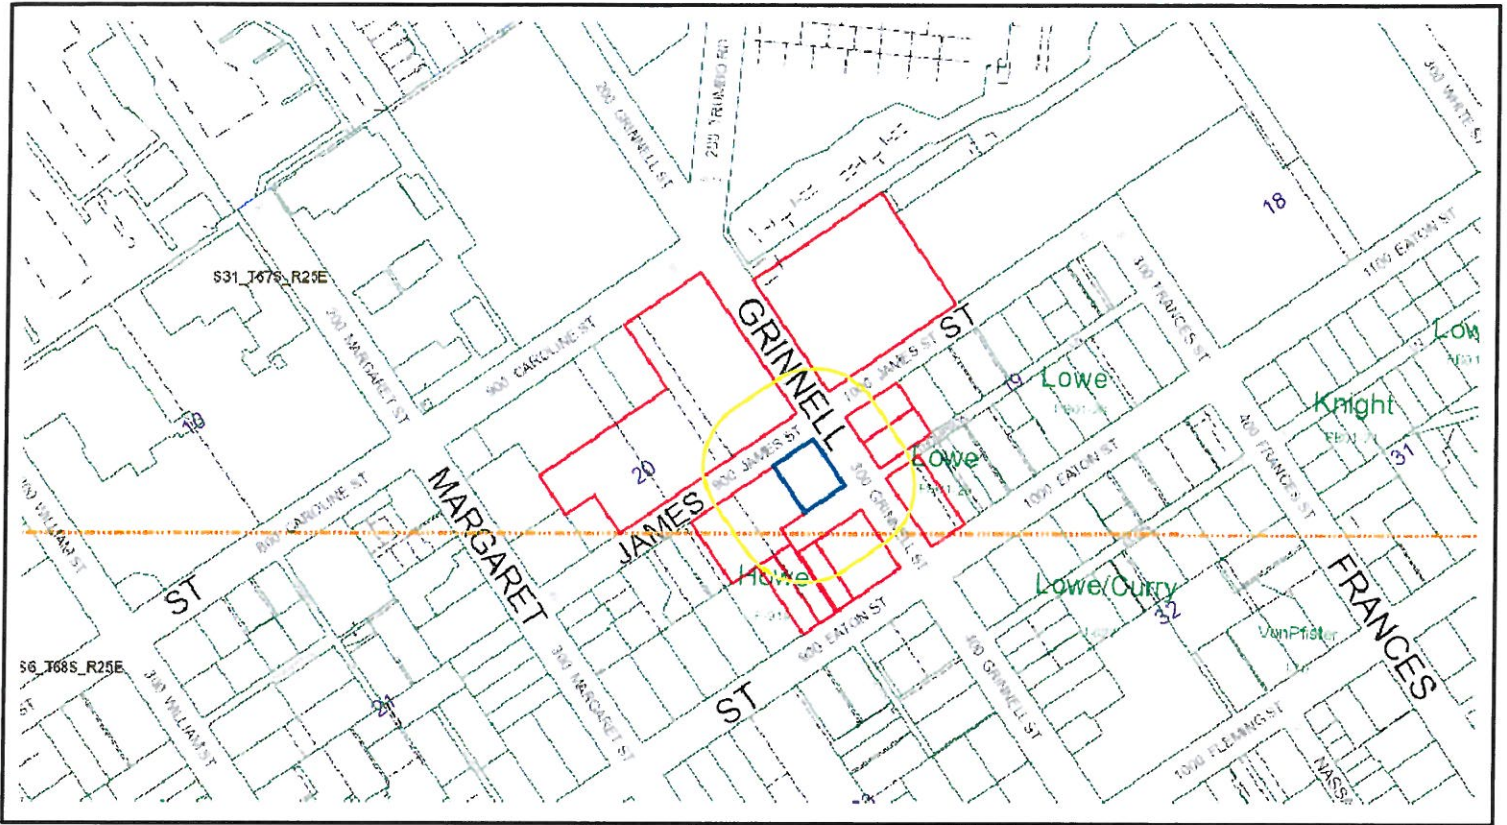 200 GRINNELL ST
200 TRUMBO RD
300 WHITE ST
18
1100 EATON ST
S31_T67S_R25E
200 MARGARET ST
900 CAROLINE ST
GRINNELL
ST
1000 JAMES ST
300 FRANCES ST
Lowe
Knight
400 FRANCES ST
31
20
900 JAMES ST
JAMES
300 GRINNELL ST
Lowe
1000 EATON ST
800 CAROLINE ST
MARGARET
ST
Howe
900 EATON ST
Lowe/Curry
32
VonPfister
FRANCES
S6_T68S_R25E
300 WILLIAM ST
21
300 MARGARET ST
ST
400 GRINNELL ST
1000 FLEMING ST